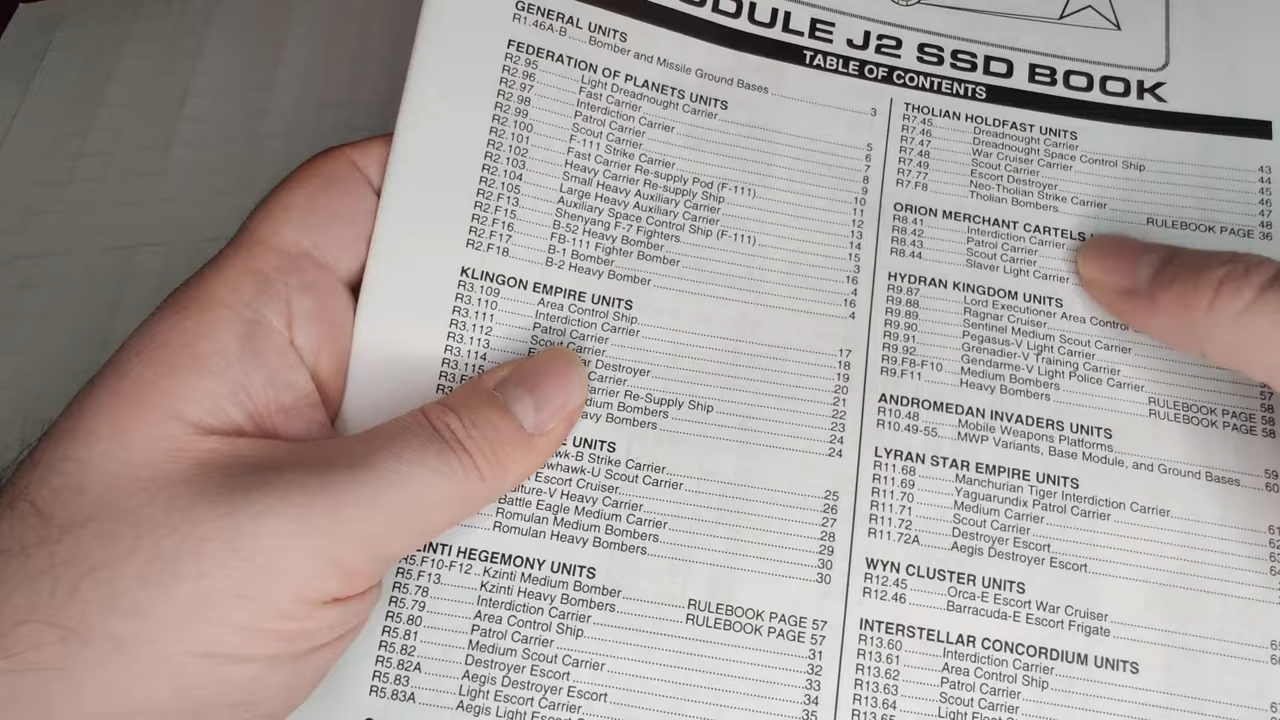 MODULE J2 SSD BOOK
TABLE OF CONTENTS
GENERAL UNITS
R1.46A-B......Bomber and Missile Ground Bases.......3
FEDERATION OF PLANETS UNITS
R2.95.......Light Dreadnought Carrier.......5
R2.96.......Fast Carrier.......6
R2.97.......Interdiction Carrier.......7
R2.98.......Patrol Carrier.......8
R2.99.......Scout Carrier.......9
R2.100.......F-111 Strike Carrier.......10
R2.101.......Fast Carrier Re-supply Pod (F-111).......11
R2.102.......Heavy Carrier Re-supply Ship.......12
R2.103.......Small Heavy Auxiliary Carrier.......13
R2.104.......Large Heavy Auxiliary Carrier.......14
R2.105.......Auxiliary Space Control Ship (F-111).......15
R2.F13.......Shenyang F-7 Fighters.......3
R2.F15.......B-52 Heavy Bomber.......16
R2.F16.......FB-111 Fighter Bomber.......4
R2.F17.......B-1 Bomber.......16
R2.F18.......B-2 Heavy Bomber.......4
KLINGON EMPIRE UNITS
R3.109.......Area Control Ship.......17
R3.110.......Interdiction Carrier.......18
R3.111.......Patrol Carrier.......19
R3.112.......Scout Carrier.......20
R3.113.......Destroyer.......21
R3.114.......Carrier.......22
R3.115.......Carrier Re-Supply Ship.......23
Bombers.......24
Bombers.......24
UNITS
Strike Carrier.......25
Scout Carrier.......26
Escort Cruiser.......27
Heavy Carrier.......28
Battle Eagle Medium Carrier.......29
Romulan Medium Bombers.......30
Romulan Heavy Bombers.......30
KZINTI HEGEMONY UNITS
R5.F10-F12..Kzinti Medium Bomber.......RULEBOOK PAGE 57
R5.F13.......Kzinti Heavy Bombers.......RULEBOOK PAGE 57
R5.78.......Interdiction Carrier.......31
R5.79.......Area Control Ship.......32
R5.80.......Patrol Carrier.......33
R5.81.......Medium Scout Carrier.......34
R5.82.......Destroyer Escort.......35
R5.82A.......Aegis Destroyer Escort
R5.83.......Light Escort Carrier
R5.83A.......Aegis Light Escort
THOLIAN HOLDFAST UNITS
R7.45.......Dreadnought Carrier.......43
R7.46.......Dreadnought Space Control Ship.......44
R7.47.......War Cruiser Carrier.......45
R7.48.......Scout Carrier.......46
R7.49.......Escort Destroyer.......47
R7.77.......Neo-Tholian Strike Carrier.......48
R7.F8.......Tholian Bombers.......RULEBOOK PAGE 36
ORION MERCHANT CARTELS
R8.41.......Interdiction Carrier
R8.42.......Patrol Carrier
R8.43.......Scout Carrier
R8.44.......Slaver Light Carrier
HYDRAN KINGDOM UNITS
R9.87.......Lord Executioner Area Control
R9.88.......Ragnar Cruiser
R9.89.......Sentinel Medium Scout Carrier
R9.90.......Pegasus-V Light Carrier
R9.91.......Grenadier-V Training Carrier
R9.92.......Gendarme-V Light Police Carrier.......57
R9.F8-F10...Medium Bombers.......RULEBOOK PAGE 58
R9.F11.......Heavy Bombers.......RULEBOOK PAGE 58
ANDROMEDAN INVADERS UNITS
R10.48.......Mobile Weapons Platforms.......59
R10.49-55.....MWP Variants, Base Module, and Ground Bases....60
LYRAN STAR EMPIRE UNITS
R11.68.......Manchurian Tiger Interdiction Carrier
R11.69.......Yaguarundix Patrol Carrier
R11.70.......Medium Carrier
R11.71.......Scout Carrier
R11.72.......Destroyer Escort
R11.72A.......Aegis Destroyer Escort
WYN CLUSTER UNITS
R12.45.......Orca-E Escort War Cruiser
R12.46.......Barracuda-E Escort Frigate
INTERSTELLAR CONCORDIUM UNITS
R13.60.......Interdiction Carrier
R13.61.......Area Control Ship
R13.62.......Patrol Carrier
R13.63.......Scout Carrier
R13.64.......Light
R13.65